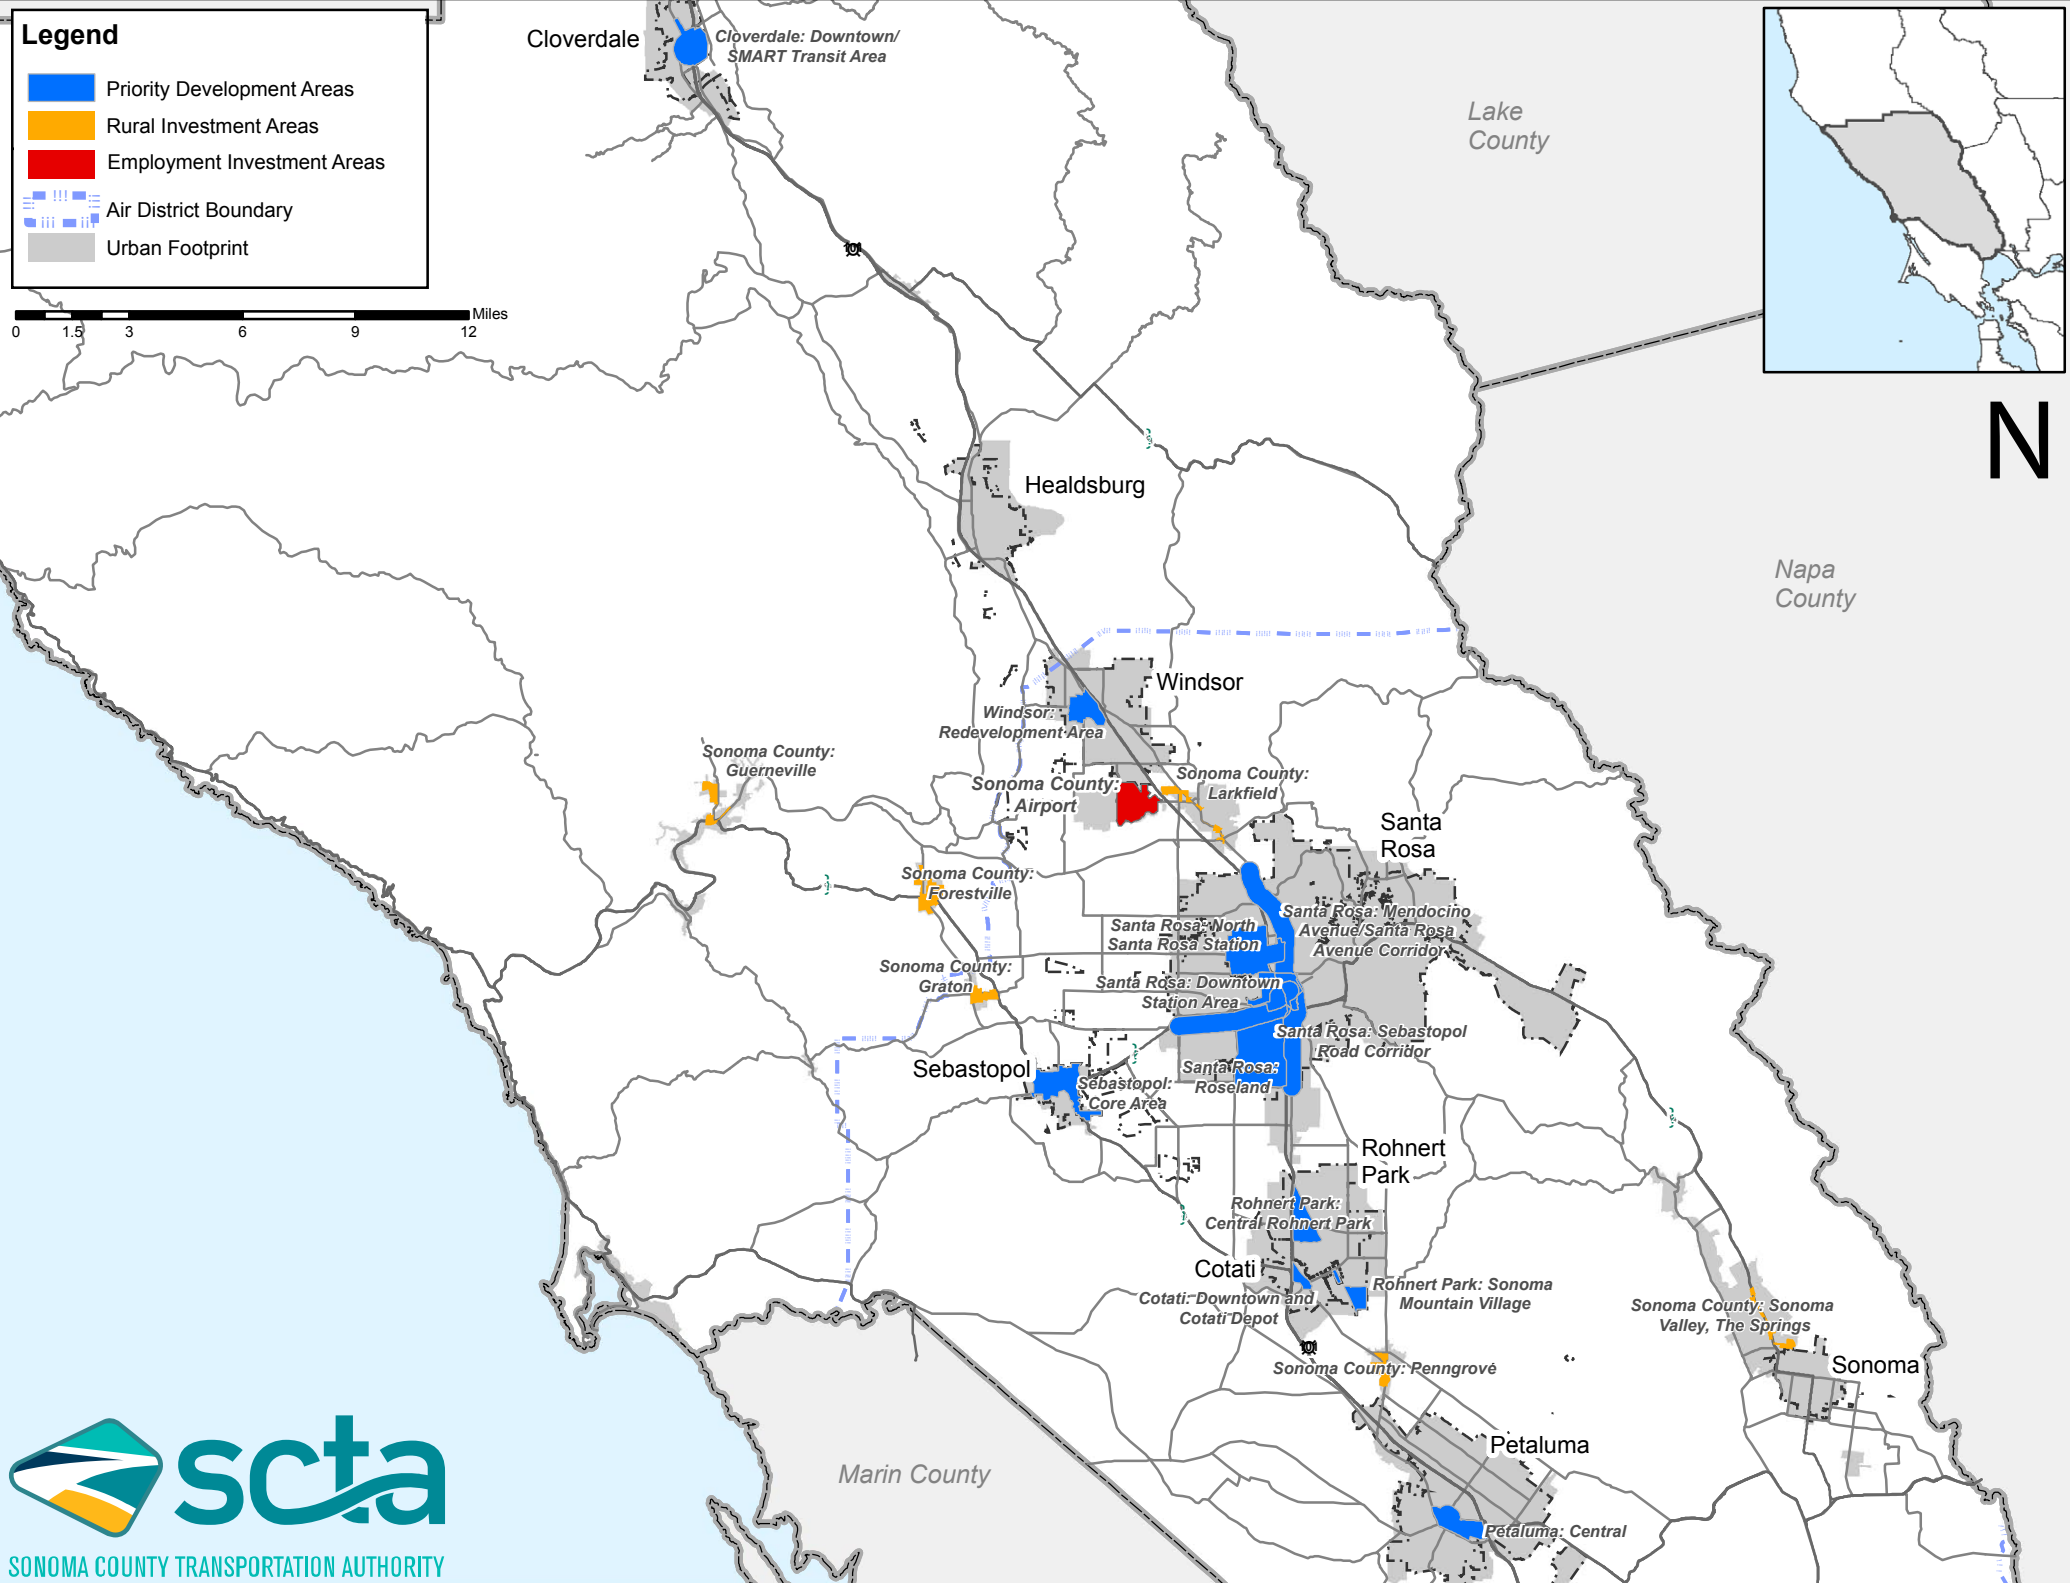 Legend
Priority Development Areas
Rural Investment Areas
Employment Investment Areas
Air District Boundary
Urban Footprint
Miles
0 1.5 3 6 9 12
Cloverdale
Cloverdale: Downtown/
SMART Transit Area
Lake
County
101
N
Healdsburg
Napa
County
Windsor
Windsor:
Redevelopment Area
Sonoma County:
Guerneville
Sonoma County:
Airport
Sonoma County:
Larkfield
Santa
Rosa
Sonoma County:
Forestville
Santa Rosa: Mendocino
Avenue/Santa Rosa
Avenue Corridor
Santa Rosa: North
Santa Rosa Station
Sonoma County:
Graton
Santa Rosa: Downtown
Station Area
Santa Rosa: Sebastopol
Road Corridor
Sebastopol
Santa Rosa:
Roseland
Sebastopol:
Core Area
Rohnert
Park
Rohnert Park:
Central Rohnert Park
Cotati
Rohnert Park: Sonoma
Mountain Village
Cotati: Downtown and
Cotati Depot
Sonoma County: Sonoma
Valley, The Springs
101
Sonoma County: Penngrove
Sonoma
Petaluma
Marin County
Petaluma: Central
scta
SONOMA COUNTY TRANSPORTATION AUTHORITY